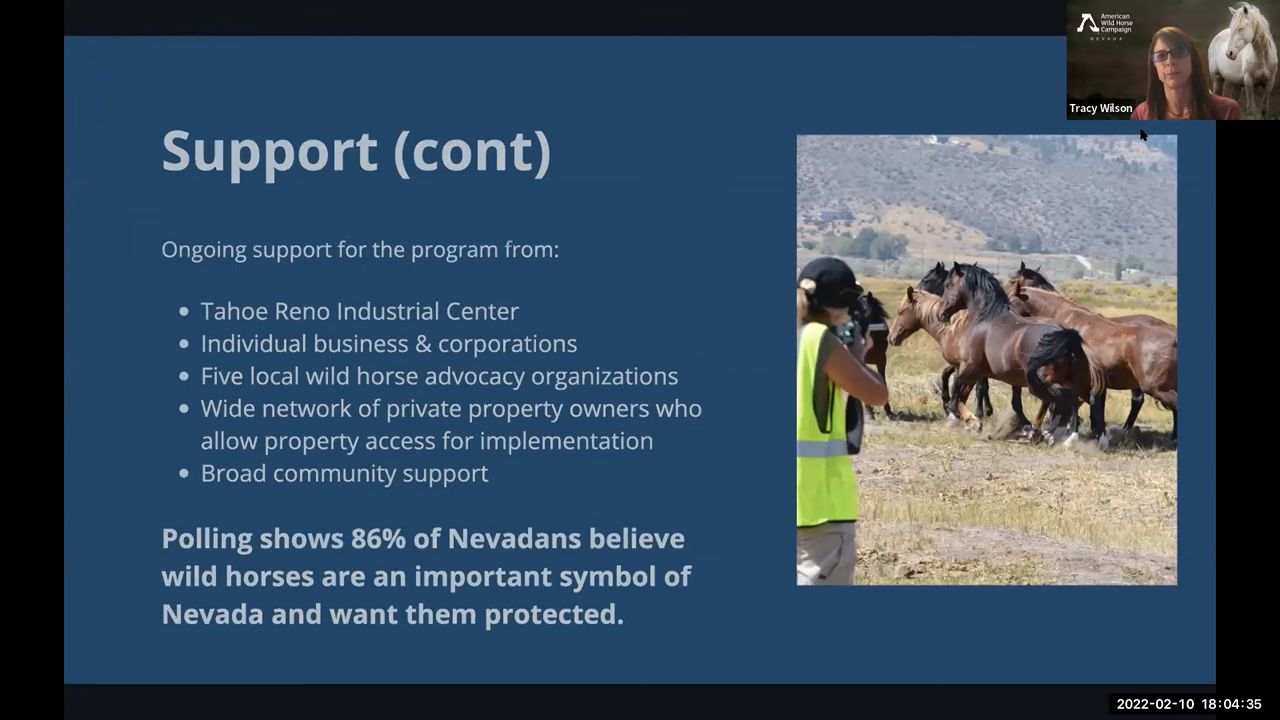 American
Wild Horse
Campaign
NEVADA
Tracy Wilson
Support (cont)
Ongoing support for the program from:
• Tahoe Reno Industrial Center
• Individual business & corporations
• Five local wild horse advocacy organizations
• Wide network of private property owners who
allow property access for implementation
• Broad community support
Polling shows 86% of Nevadans believe
wild horses are an important symbol of
Nevada and want them protected.
2022-02-10 18:04:35